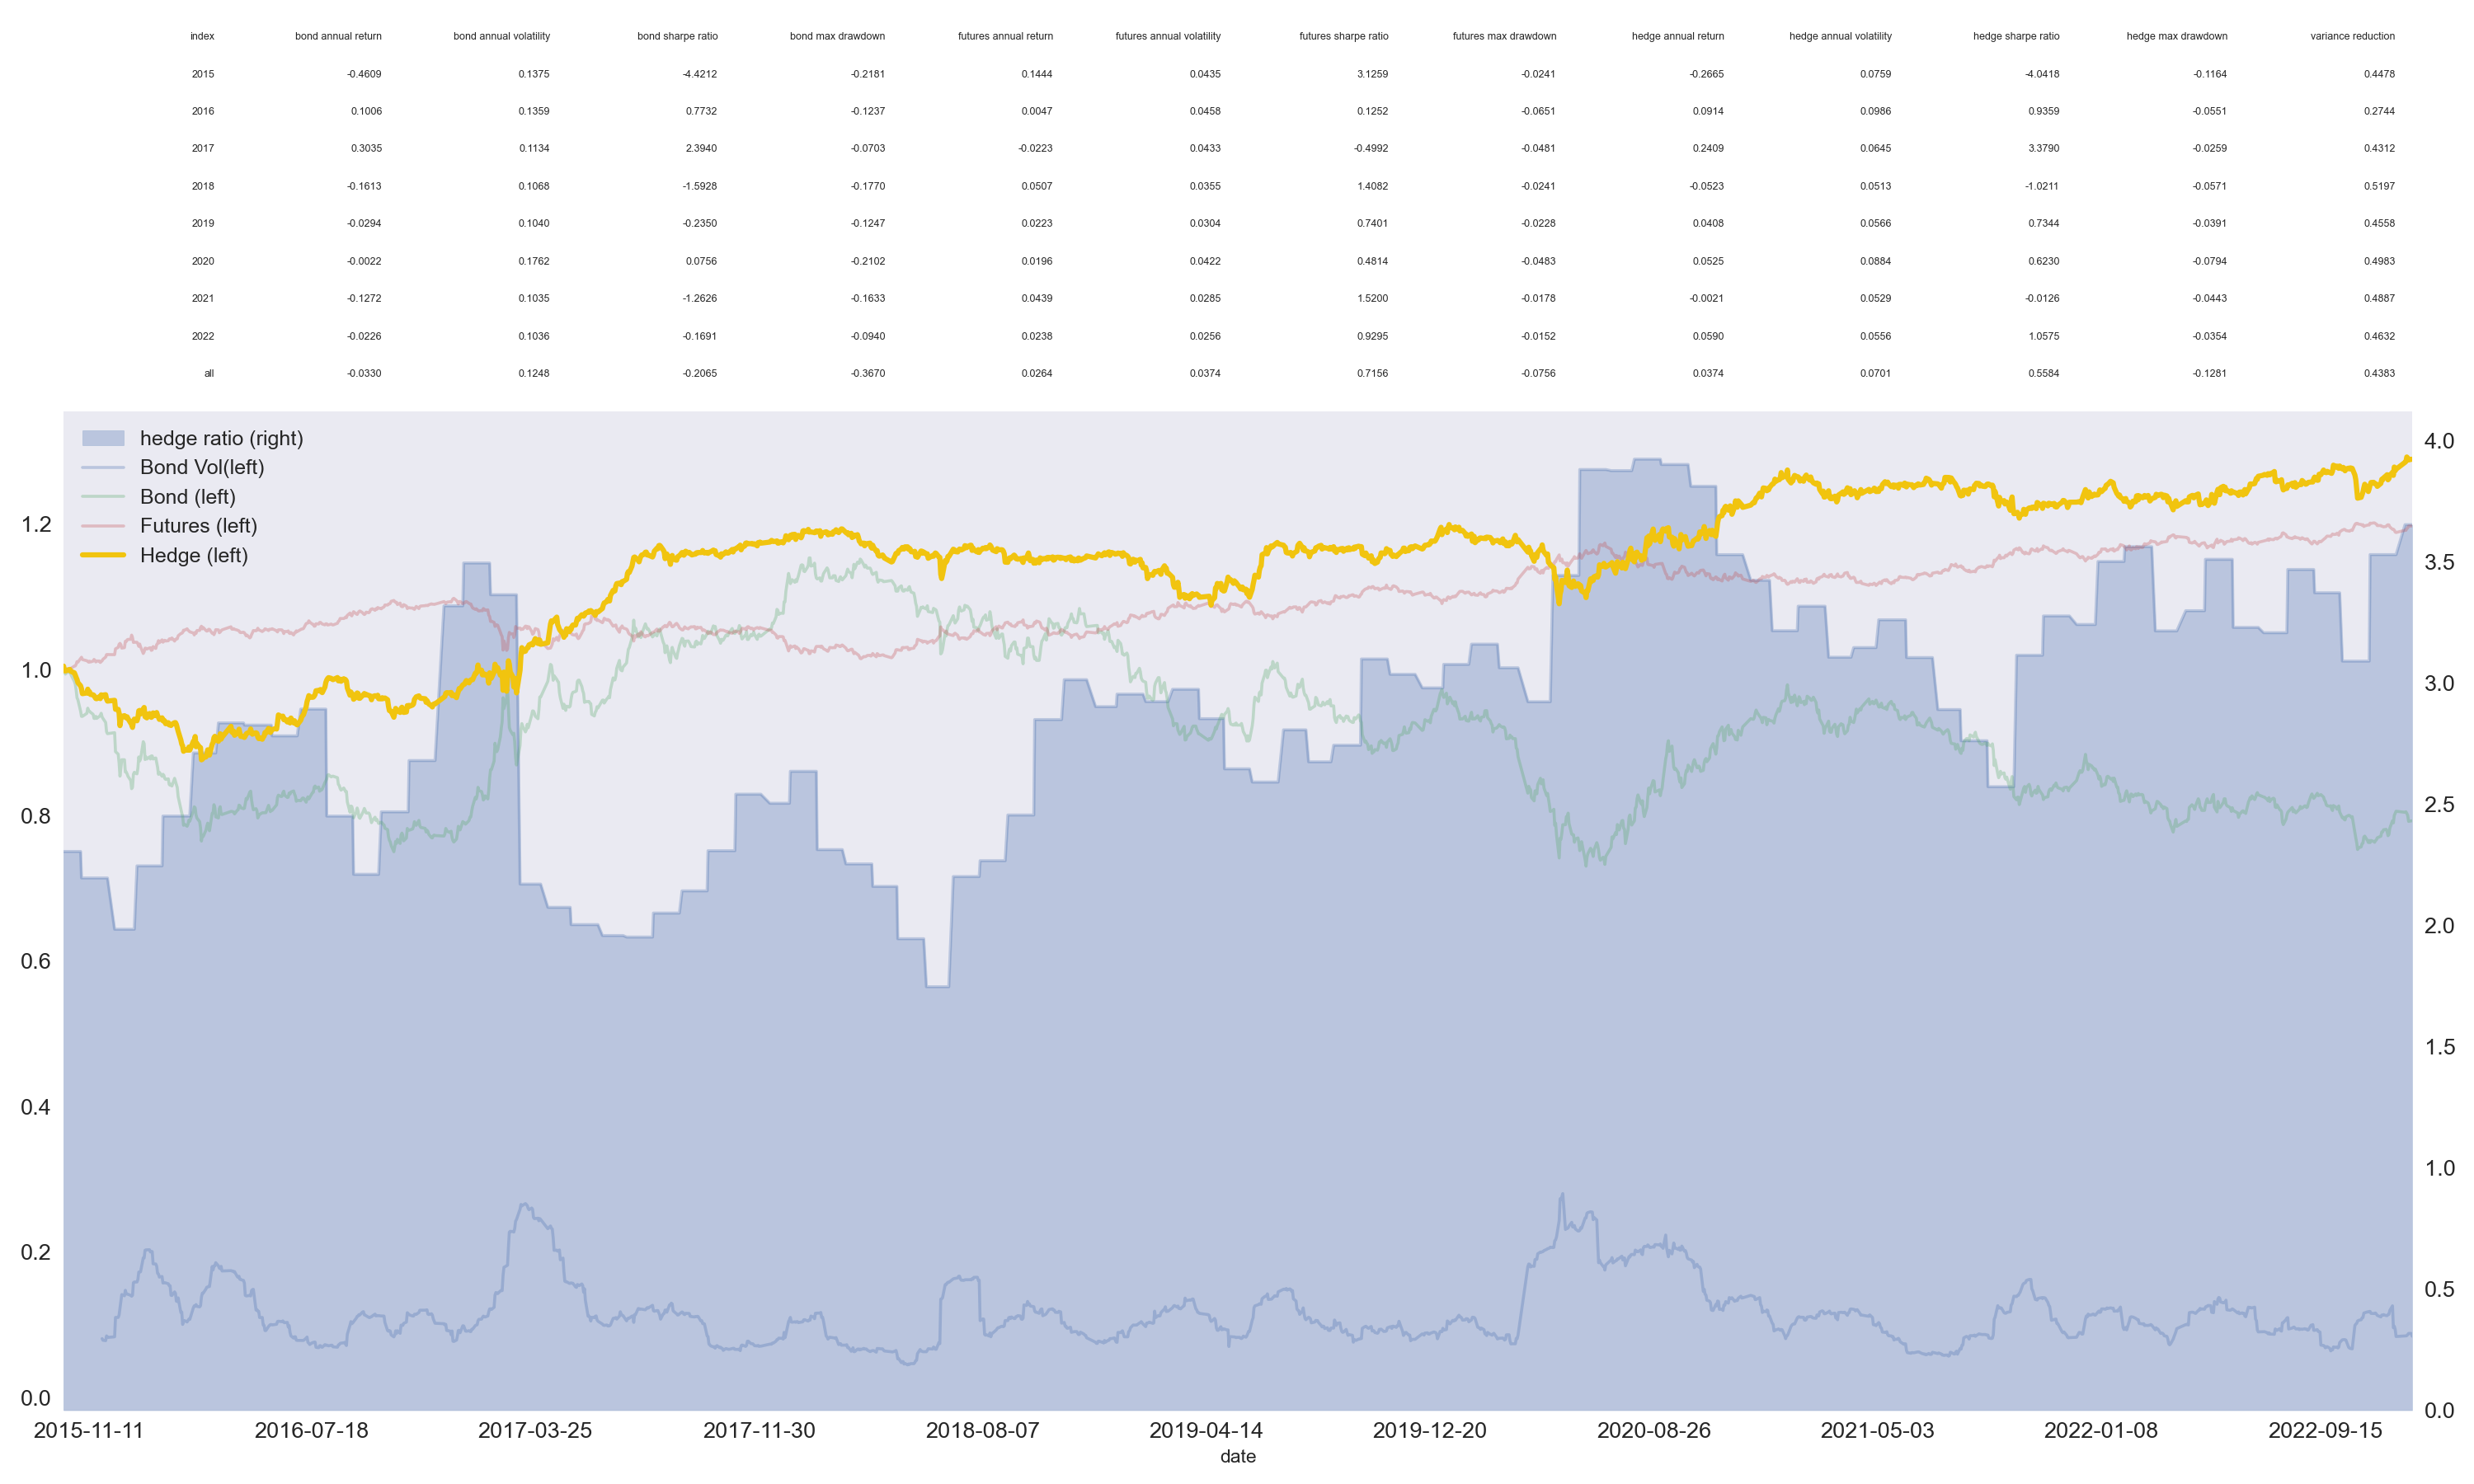 index bond annual return bond annual volatility bond sharpe ratio bond max drawdown futures annual return futures annual volatility futures sharpe ratio futures max drawdown hedge annual return hedge annual volatility hedge sharpe ratio hedge max drawdown variance reduction
2015 -0.4609 0.1375 -4.4212 -0.2181 0.1444 0.0435 3.1259 -0.0241 -0.2665 0.0759 -4.0418 -0.1164 0.4478
2016 0.1006 0.1359 0.7732 -0.1237 0.0047 0.0458 0.1252 -0.0651 0.0914 0.0986 0.9359 -0.0551 0.2744
2017 0.3035 0.1134 2.3940 -0.0703 -0.0223 0.0433 -0.4992 -0.0481 0.2409 0.0645 3.3790 -0.0259 0.4312
2018 -0.1613 0.1068 -1.5928 -0.1770 0.0507 0.0355 1.4082 -0.0241 -0.0523 0.0513 -1.0211 -0.0571 0.5197
2019 -0.0294 0.1040 -0.2350 -0.1247 0.0223 0.0304 0.7401 -0.0228 0.0408 0.0566 0.7344 -0.0391 0.4558
2020 -0.0022 0.1762 0.0756 -0.2102 0.0196 0.0422 0.4814 -0.0483 0.0525 0.0884 0.6230 -0.0794 0.4983
2021 -0.1272 0.1035 -1.2626 -0.1633 0.0439 0.0285 1.5200 -0.0178 -0.0021 0.0529 -0.0126 -0.0443 0.4887
2022 -0.0226 0.1036 -0.1691 -0.0940 0.0238 0.0256 0.9295 -0.0152 0.0590 0.0556 1.0575 -0.0354 0.4632
all -0.0330 0.1248 -0.2065 -0.3670 0.0264 0.0374 0.7156 -0.0756 0.0374 0.0701 0.5584 -0.1281 0.4383
hedge ratio (right)
Bond Vol(left)
Bond (left)
Futures (left)
Hedge (left)
1.2
1.0
0.8
0.6
0.4
0.2
0.0
4.0
3.5
3.0
2.5
2.0
1.5
1.0
0.5
0.0
2015-11-11 2016-07-18 2017-03-25 2017-11-30 2018-08-07 2019-04-14 2019-12-20 2020-08-26 2021-05-03 2022-01-08 2022-09-15
date